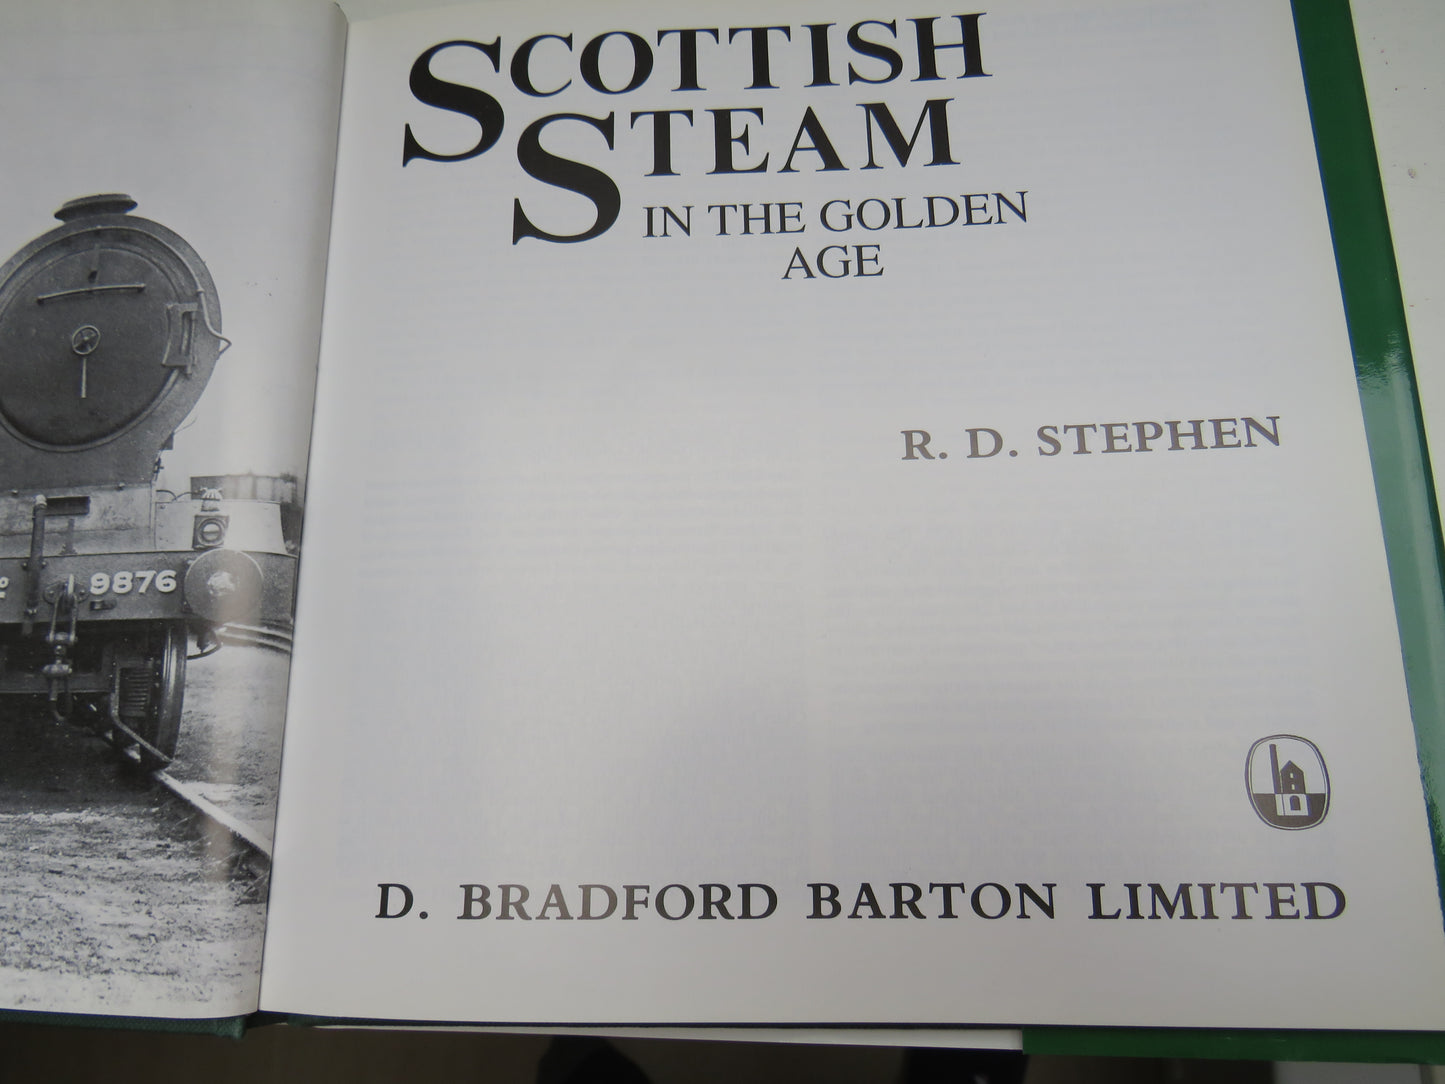 SCOTTISH
STEAM
IN THE GOLDEN
AGE
R. D. STEPHEN
9876
D. BRADFORD BARTON LIMITED